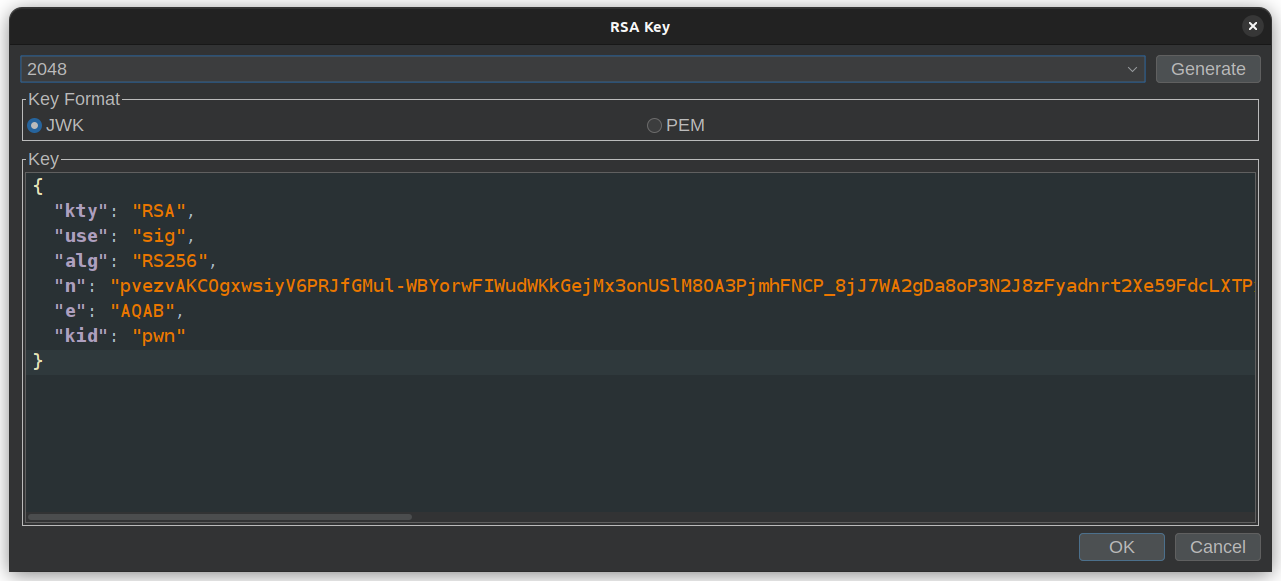 RSA Key
2048
Generate
Key Format
JWK
PEM
Key
{
"kty": "RSA",
"use": "sig",
"alg": "RS256",
"n": "pvezvAKCOgxwsiyV6PRJfGMul-WBYorwFIWudWKkGejMx3onUSlM8OA3PjmhFNCP_8jJ7WA2gDa8oP3N2J8zFyadnrt2Xe59FdcLXTP
"e": "AQAB",
"kid": "pwn"
}
OK
Cancel